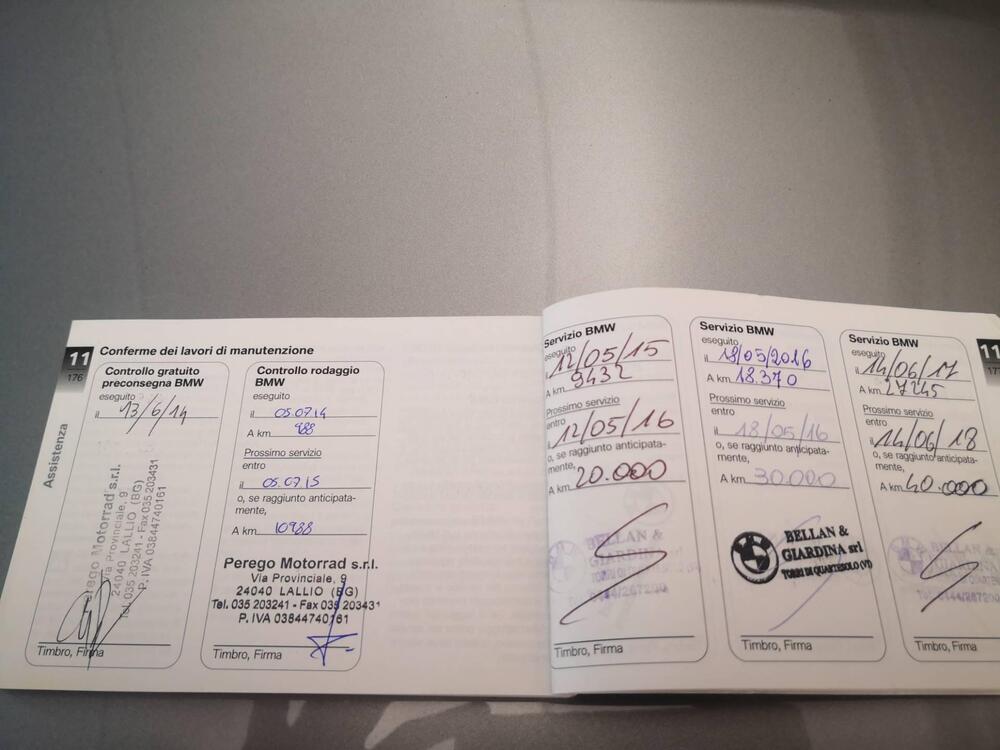 11
176
Assistenza
Conferme dei lavori di manutenzione
Controllo gratuito
preconsegna BMW
eseguito
il 13/6/14
Perego Motorrad s.r.l.
Via Provinciale, 9
24040 LALLIO (BG)
Tel. 035 203241 - Fax 035 203431
P. IVA 03844740161
Timbro, Firma
Controllo rodaggio
BMW
eseguito
il 05.07.14
A km 988
Prossimo servizio
entro
il 05.07.15
o, se raggiunto anticipata-
mente,
A km 10988
Perego Motorrad s.r.l.
Via Provinciale, 9
24040 LALLIO (BG)
Tel. 035 203241 - Fax 035 203431
P. IVA 03844740161
Timbro, Firma
Servizio BMW
eseguito
il 12/05/15
A km 9432
Prossimo servizio
entro
il 12/05/16
o, se raggiunto anticipata-
mente,
A km 20.000
BELLAN &
GIARDINA srl
Timbro, Firma
Servizio BMW
eseguito
il 18/05/2016
A km 18.370
Prossimo servizio
entro
il 18/05/16
o, se raggiunto anticipata-
mente,
A km 30.000
BELLAN &
GIARDINA srl
TORRI DI QUARTESOLO (VI)
Timbro, Firma
Servizio BMW
eseguito
il 14/06/17
A km 27245
Prossimo servizio
entro
il 14/06/18
o, se raggiunto anticipata-
mente,
A km 40.000
BELLAN &
Timbro, Firma
11